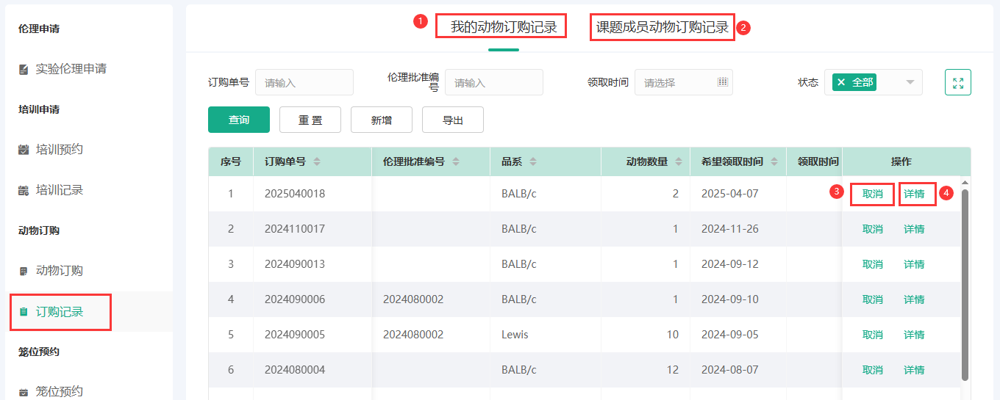 伦理申请
实验伦理申请
培训申请
培训预约
培训记录
动物订购
动物订购
订购记录
笼位预约
笼位预约
1 我的动物订购记录 课题成员动物订购记录 2
订购单号 请输入 伦理批准编号 请输入 领取时间 请选择 状态 × 全部
查询 重 置 新增 导出
序号 订购单号 伦理批准编号 品系 动物数量 希望领取时间 领取时间 操作
1 2025040018 BALB/c 2 2025-04-07 3 取消 详情 4
2 2024110017 BALB/c 1 2024-11-26 取消 详情
3 2024090013 BALB/c 1 2024-09-12 取消 详情
4 2024090006 2024080002 BALB/c 1 2024-09-10 取消 详情
5 2024090005 2024080002 Lewis 10 2024-09-05 取消 详情
6 2024080004 BALB/c 12 2024-08-07 取消 详情